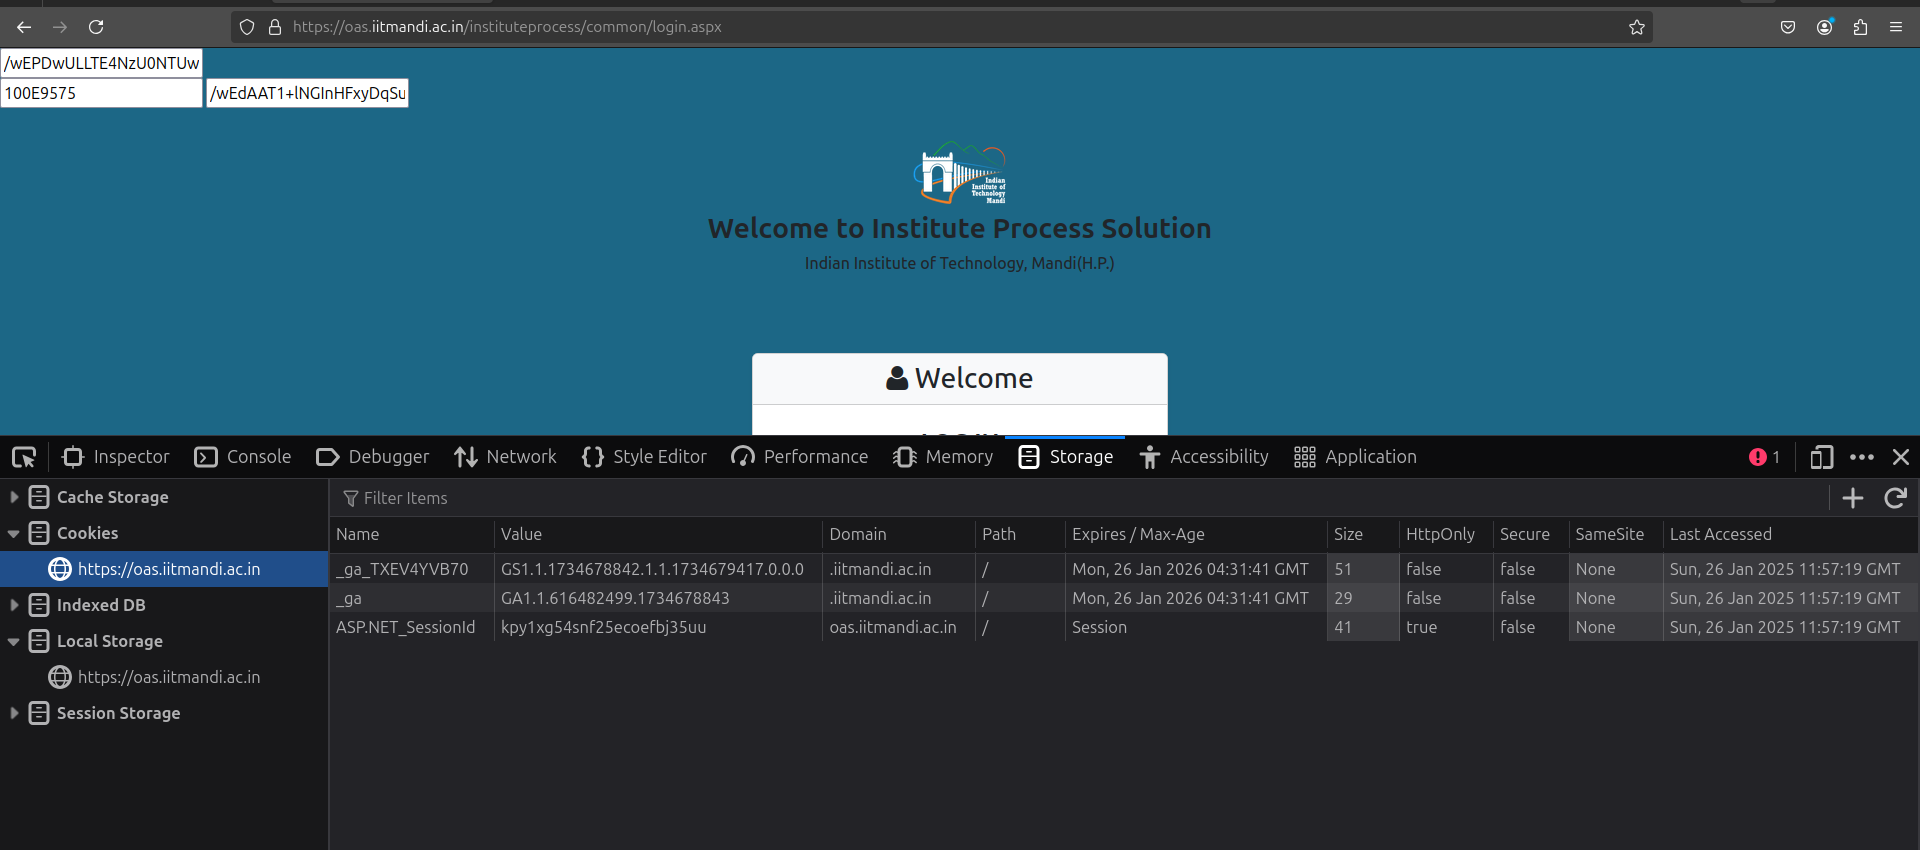 https://oas.iitmandi.ac.in/instituteprocess/common/login.aspx
/wEPDwULLTE4NzU0NTUw
100E9575 /wEdAAT1+lNGInHFxyDqSu
Indian
Institute of
Technology
Mandi
Welcome to Institute Process Solution
Indian Institute of Technology, Mandi(H.P.)
Welcome
Inspector Console Debugger Network Style Editor Performance Memory Storage Accessibility Application 1
Cache Storage
Cookies
https://oas.iitmandi.ac.in
Indexed DB
Local Storage
https://oas.iitmandi.ac.in
Session Storage
Filter Items
Name Value Domain Path Expires / Max-Age Size HttpOnly Secure SameSite Last Accessed
_ga_TXEV4YVB70 GS1.1.1734678842.1.1.1734679417.0.0.0 .iitmandi.ac.in / Mon, 26 Jan 2026 04:31:41 GMT 51 false false None Sun, 26 Jan 2025 11:57:19 GMT
_ga GA1.1.616482499.1734678843 .iitmandi.ac.in / Mon, 26 Jan 2026 04:31:41 GMT 29 false false None Sun, 26 Jan 2025 11:57:19 GMT
ASP.NET_SessionId kpy1xg54snf25ecoefbj35uu oas.iitmandi.ac.in / Session 41 true false None Sun, 26 Jan 2025 11:57:19 GMT